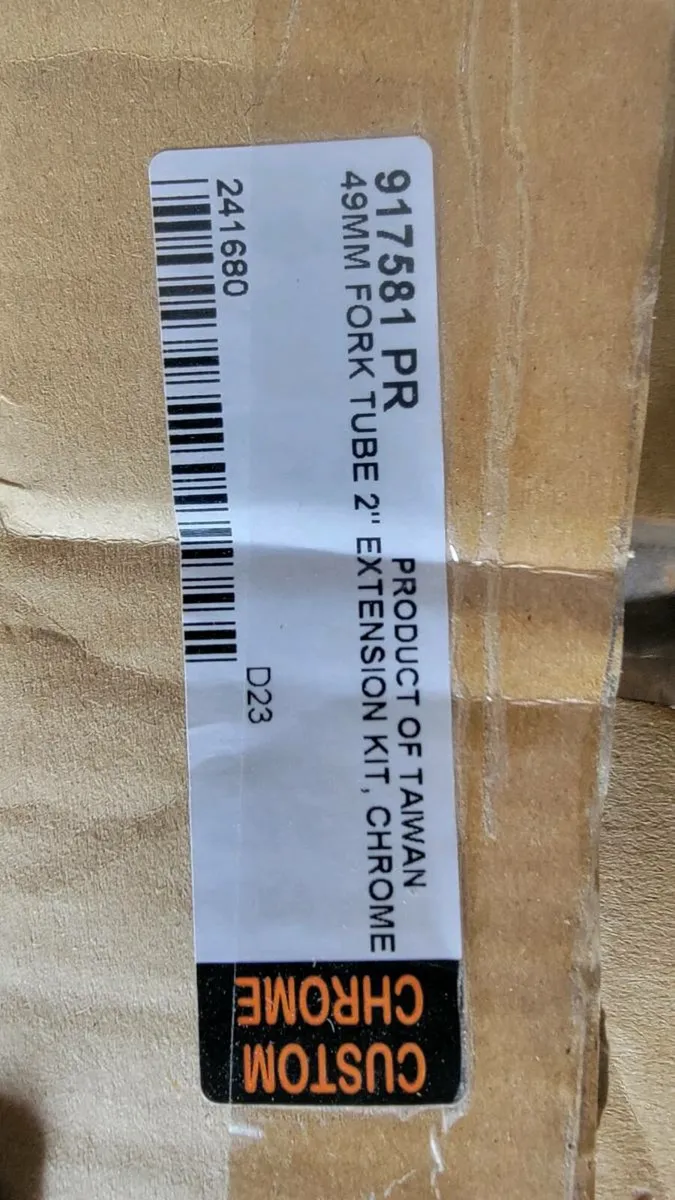 917581 PR
PRODUCT OF TAIWAN
49MM FORK TUBE 2" EXTENSION KIT, CHROME
D23
241680
CUSTOM
CHROME